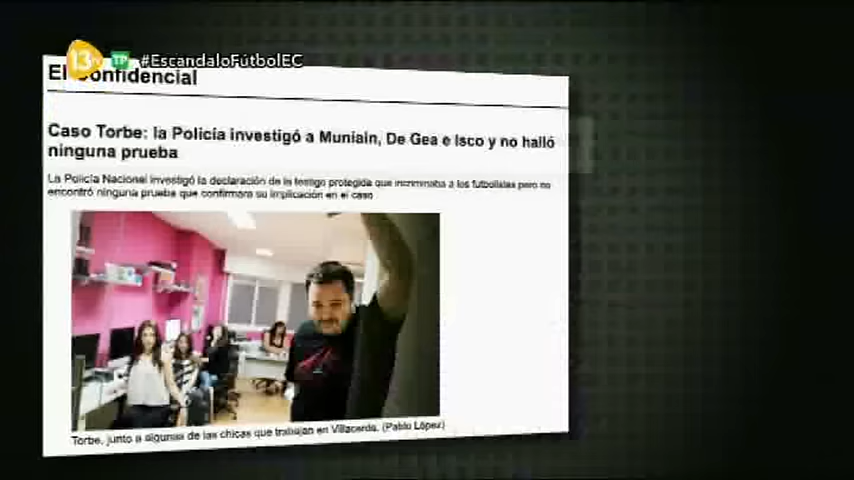 13tv TP #EscándaloFútbolEC
El Confidencial
Caso Torbe: la Policía investigó a Muniain, De Gea e Isco y no halló
ninguna prueba
La Policía Nacional investigó la declaración de la testigo protegida que incriminaba a los futbolistas pero no
encontró ninguna prueba que confirmara su implicación en el caso
Torbe, junto a algunas de las chicas que trabajan en Villacerda. (Pablo López)